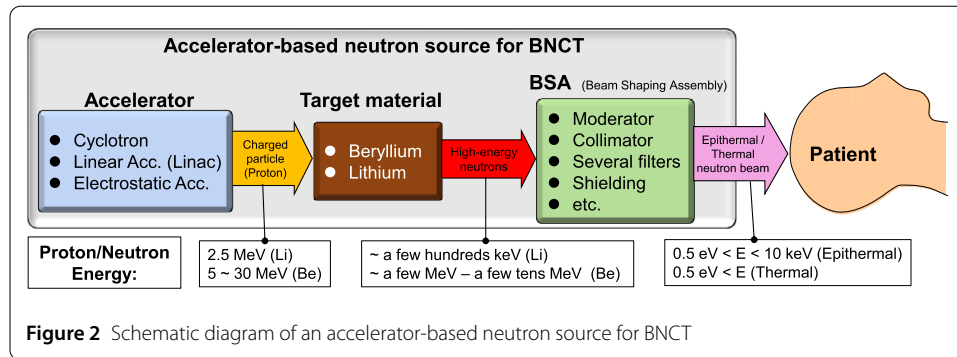 Accelerator-based neutron source for BNCT
Accelerator
● Cyclotron
● Linear Acc. (Linac)
● Electrostatic Acc.
Charged
particle
(Proton)
Target material
● Beryllium
● Lithium
High-energy
neutrons
BSA (Beam Shaping Assembly)
● Moderator
● Collimator
● Several filters
● Shielding
● etc.
Epithermal /
Thermal
neutron beam
Patient
Proton/Neutron
Energy:
2.5 MeV (Li)
5 ~ 30 MeV (Be)
~ a few hundreds keV (Li)
~ a few MeV – a few tens MeV (Be)
0.5 eV < E < 10 keV (Epithermal)
0.5 eV < E (Thermal)
Figure 2 Schematic diagram of an accelerator-based neutron source for BNCT